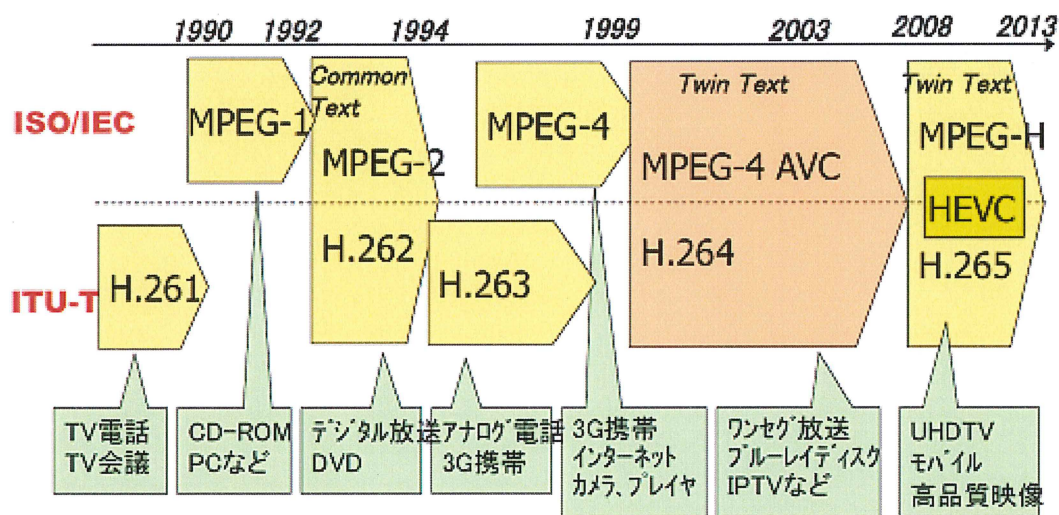 1990 1992 1994 1999 2003 2008 2013
ISO/IEC
MPEG-1
Common
Text
MPEG-2
MPEG-4
Twin Text
MPEG-4 AVC
Twin Text
MPEG-H
HEVC
ITU-T
H.261
H.262
H.263
H.264
H.265
TV電話
TV会議
CD-ROM
PCなど
デジタル放送
DVD
アナログ電話
3G携帯
3G携帯
インターネット
カメラ、プレイヤ
ワンセグ放送
ブルーレイディスク
IPTVなど
UHDTV
モバイル
高品質映像